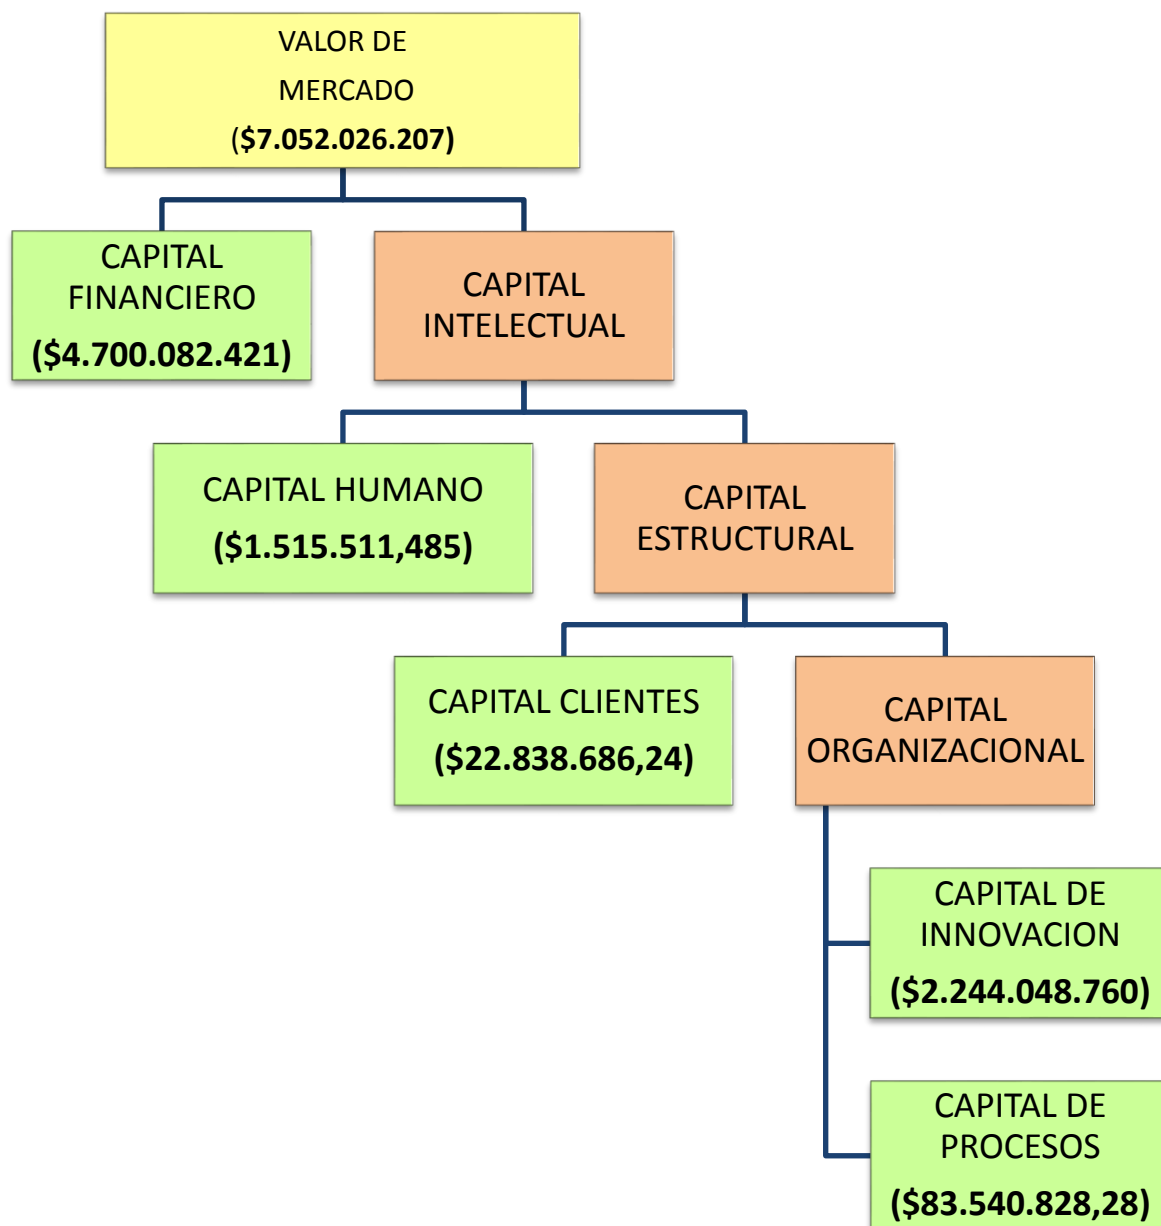 VALOR DE
MERCADO
($7.052.026.207)
CAPITAL
FINANCIERO
($4.700.082.421)
CAPITAL
INTELECTUAL
CAPITAL HUMANO
($1.515.511,485)
CAPITAL
ESTRUCTURAL
CAPITAL CLIENTES
($22.838.686,24)
CAPITAL
ORGANIZACIONAL
CAPITAL DE
INNOVACION
($2.244.048.760)
CAPITAL DE
PROCESOS
($83.540.828,28)